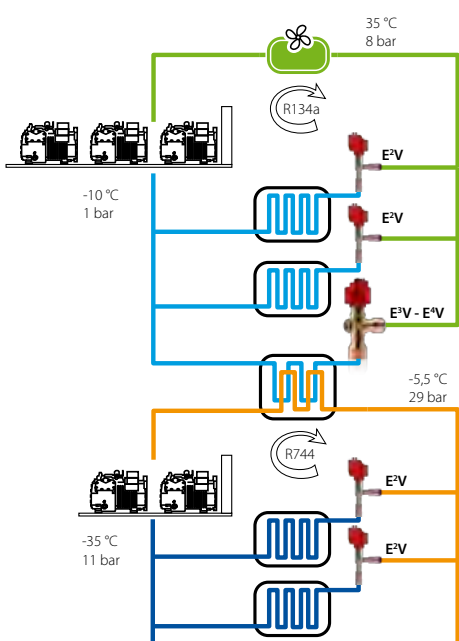 35 °C
8 bar
R134a
E²V
-10 °C
1 bar
E²V
E³V - E⁴V
-5,5 °C
29 bar
R744
E²V
-35 °C
11 bar
E²V